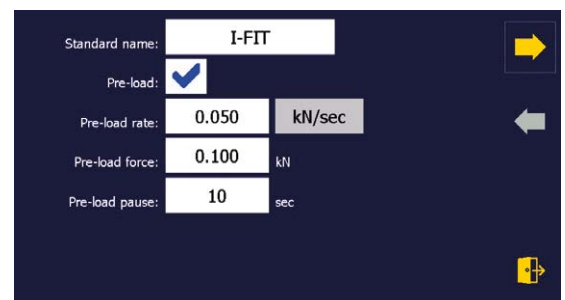 Standard name: I-FIT
Pre-load:
Pre-load rate: 0.050 kN/sec
Pre-load force: 0.100 kN
Pre-load pause: 10 sec